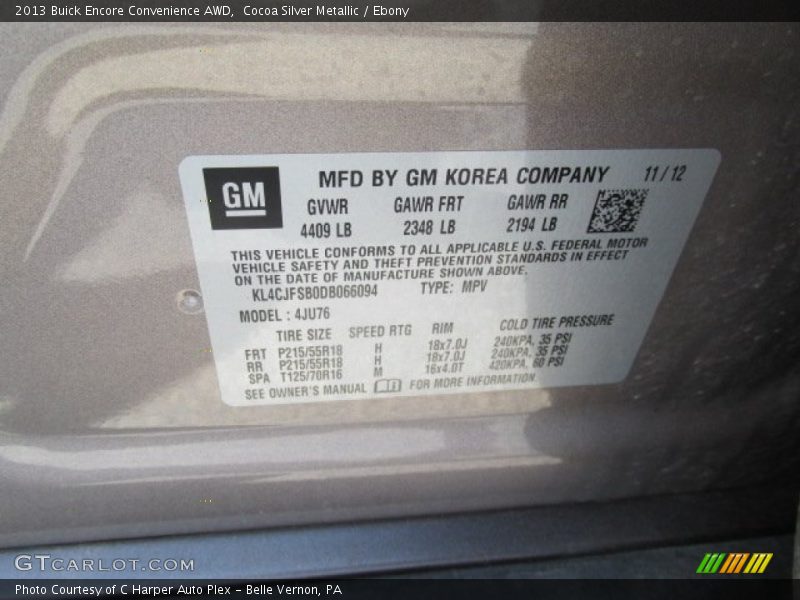 2013 Buick Encore Convenience AWD,  Cocoa Silver Metallic / Ebony
GM
MFD BY GM KOREA COMPANY 11/12
GVWR GAWR FRT GAWR RR
4409 LB 2348 LB 2194 LB
THIS VEHICLE CONFORMS TO ALL APPLICABLE U.S. FEDERAL MOTOR
VEHICLE SAFETY AND THEFT PREVENTION STANDARDS IN EFFECT
ON THE DATE OF MANUFACTURE SHOWN ABOVE.
KL4CJFSB0DB066094 TYPE: MPV
MODEL : 4JU76
TIRE SIZE SPEED RTG RIM COLD TIRE PRESSURE
FRT P215/55R18 H 18x7.0J 240KPA, 35 PSI
RR P215/55R18 H 18x7.0J 240KPA, 35 PSI
SPA T125/70R16 M 16x4.0T 420KPA, 60 PSI
SEE OWNER'S MANUAL FOR MORE INFORMATION
GTCARLOT.COM
Photo Courtesy of C Harper Auto Plex - Belle Vernon, PA